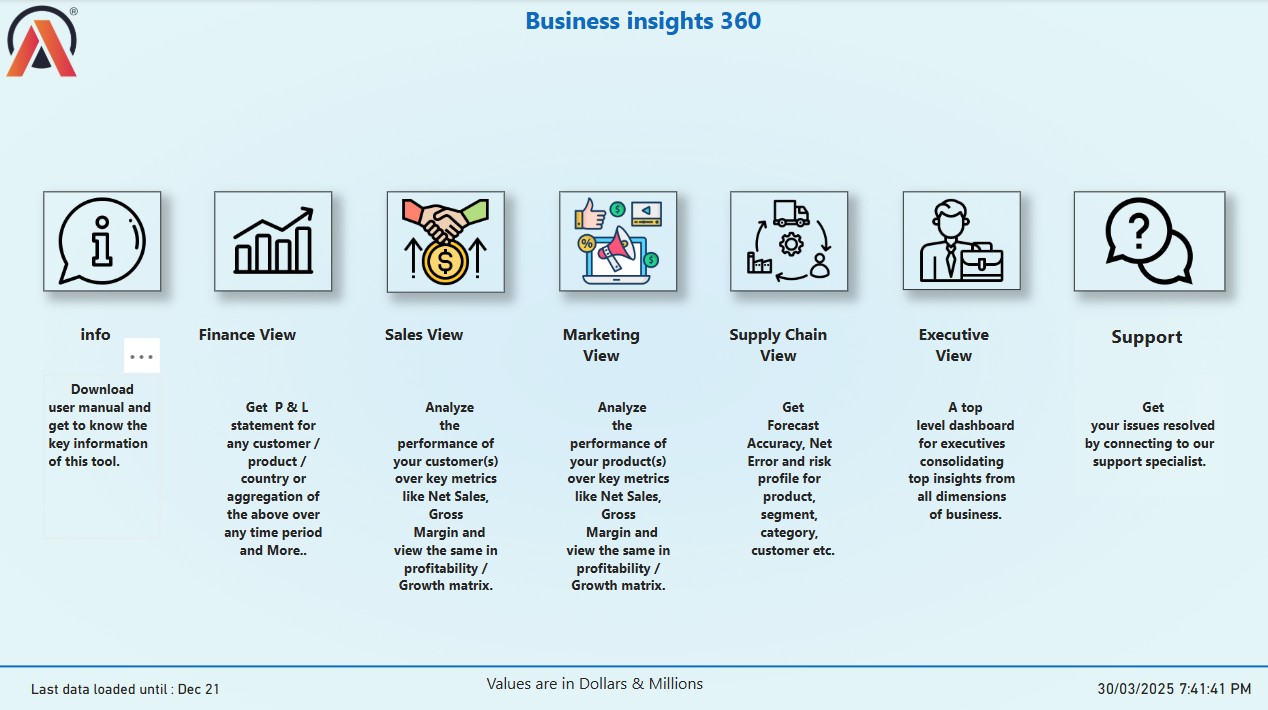 ®
Business insights 360
info
Finance View
Sales View
Marketing
View
Supply Chain
View
Executive
View
Support
...
Download
user manual and
get to know the
key information
of this tool.
Get P & L
statement for
any customer /
product /
country or
aggregation of
the above over
any time period
and More..
Analyze
the
performance of
your customer(s)
over key metrics
like Net Sales,
Gross
Margin and
view the same in
profitability /
Growth matrix.
Analyze
the
performance of
your product(s)
over key metrics
like Net Sales,
Gross
Margin and
view the same in
profitability /
Growth matrix.
Get
Forecast
Accuracy, Net
Error and risk
profile for
product,
segment,
category,
customer etc.
A top
level dashboard
for executives
consolidating
top insights from
all dimensions
of business.
Get
your issues resolved
by connecting to our
support specialist.
Last data loaded until : Dec 21
Values are in Dollars & Millions
30/03/2025 7:41:41 PM